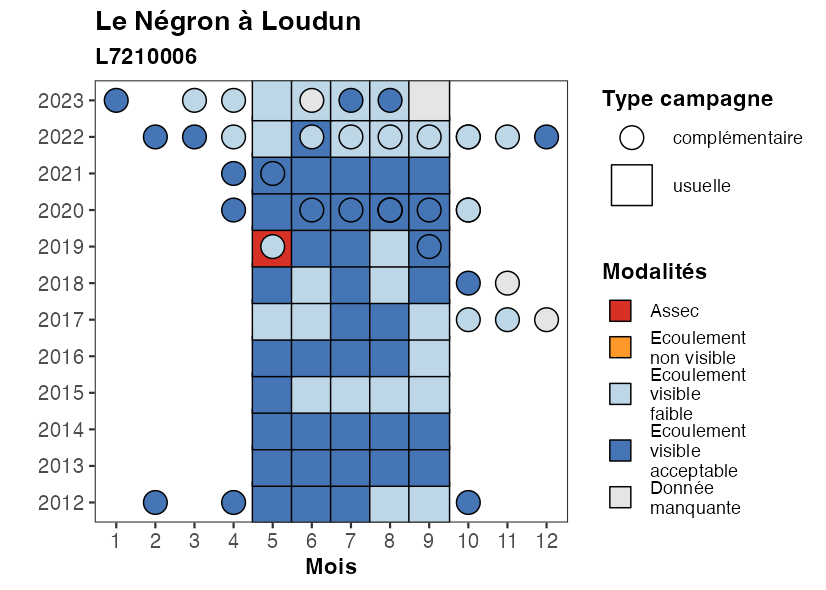 Le Négron à Loudun
L7210006
2023
2022
2021
2020
2019
2018
2017
2016
2015
2014
2013
2012
1 2 3 4 5 6 7 8 9 10 11 12
Mois
Type campagne
complémentaire
usuelle
Modalités
Assec
Ecoulement
non visible
Ecoulement
visible
faible
Ecoulement
visible
acceptable
Donnée
manquante